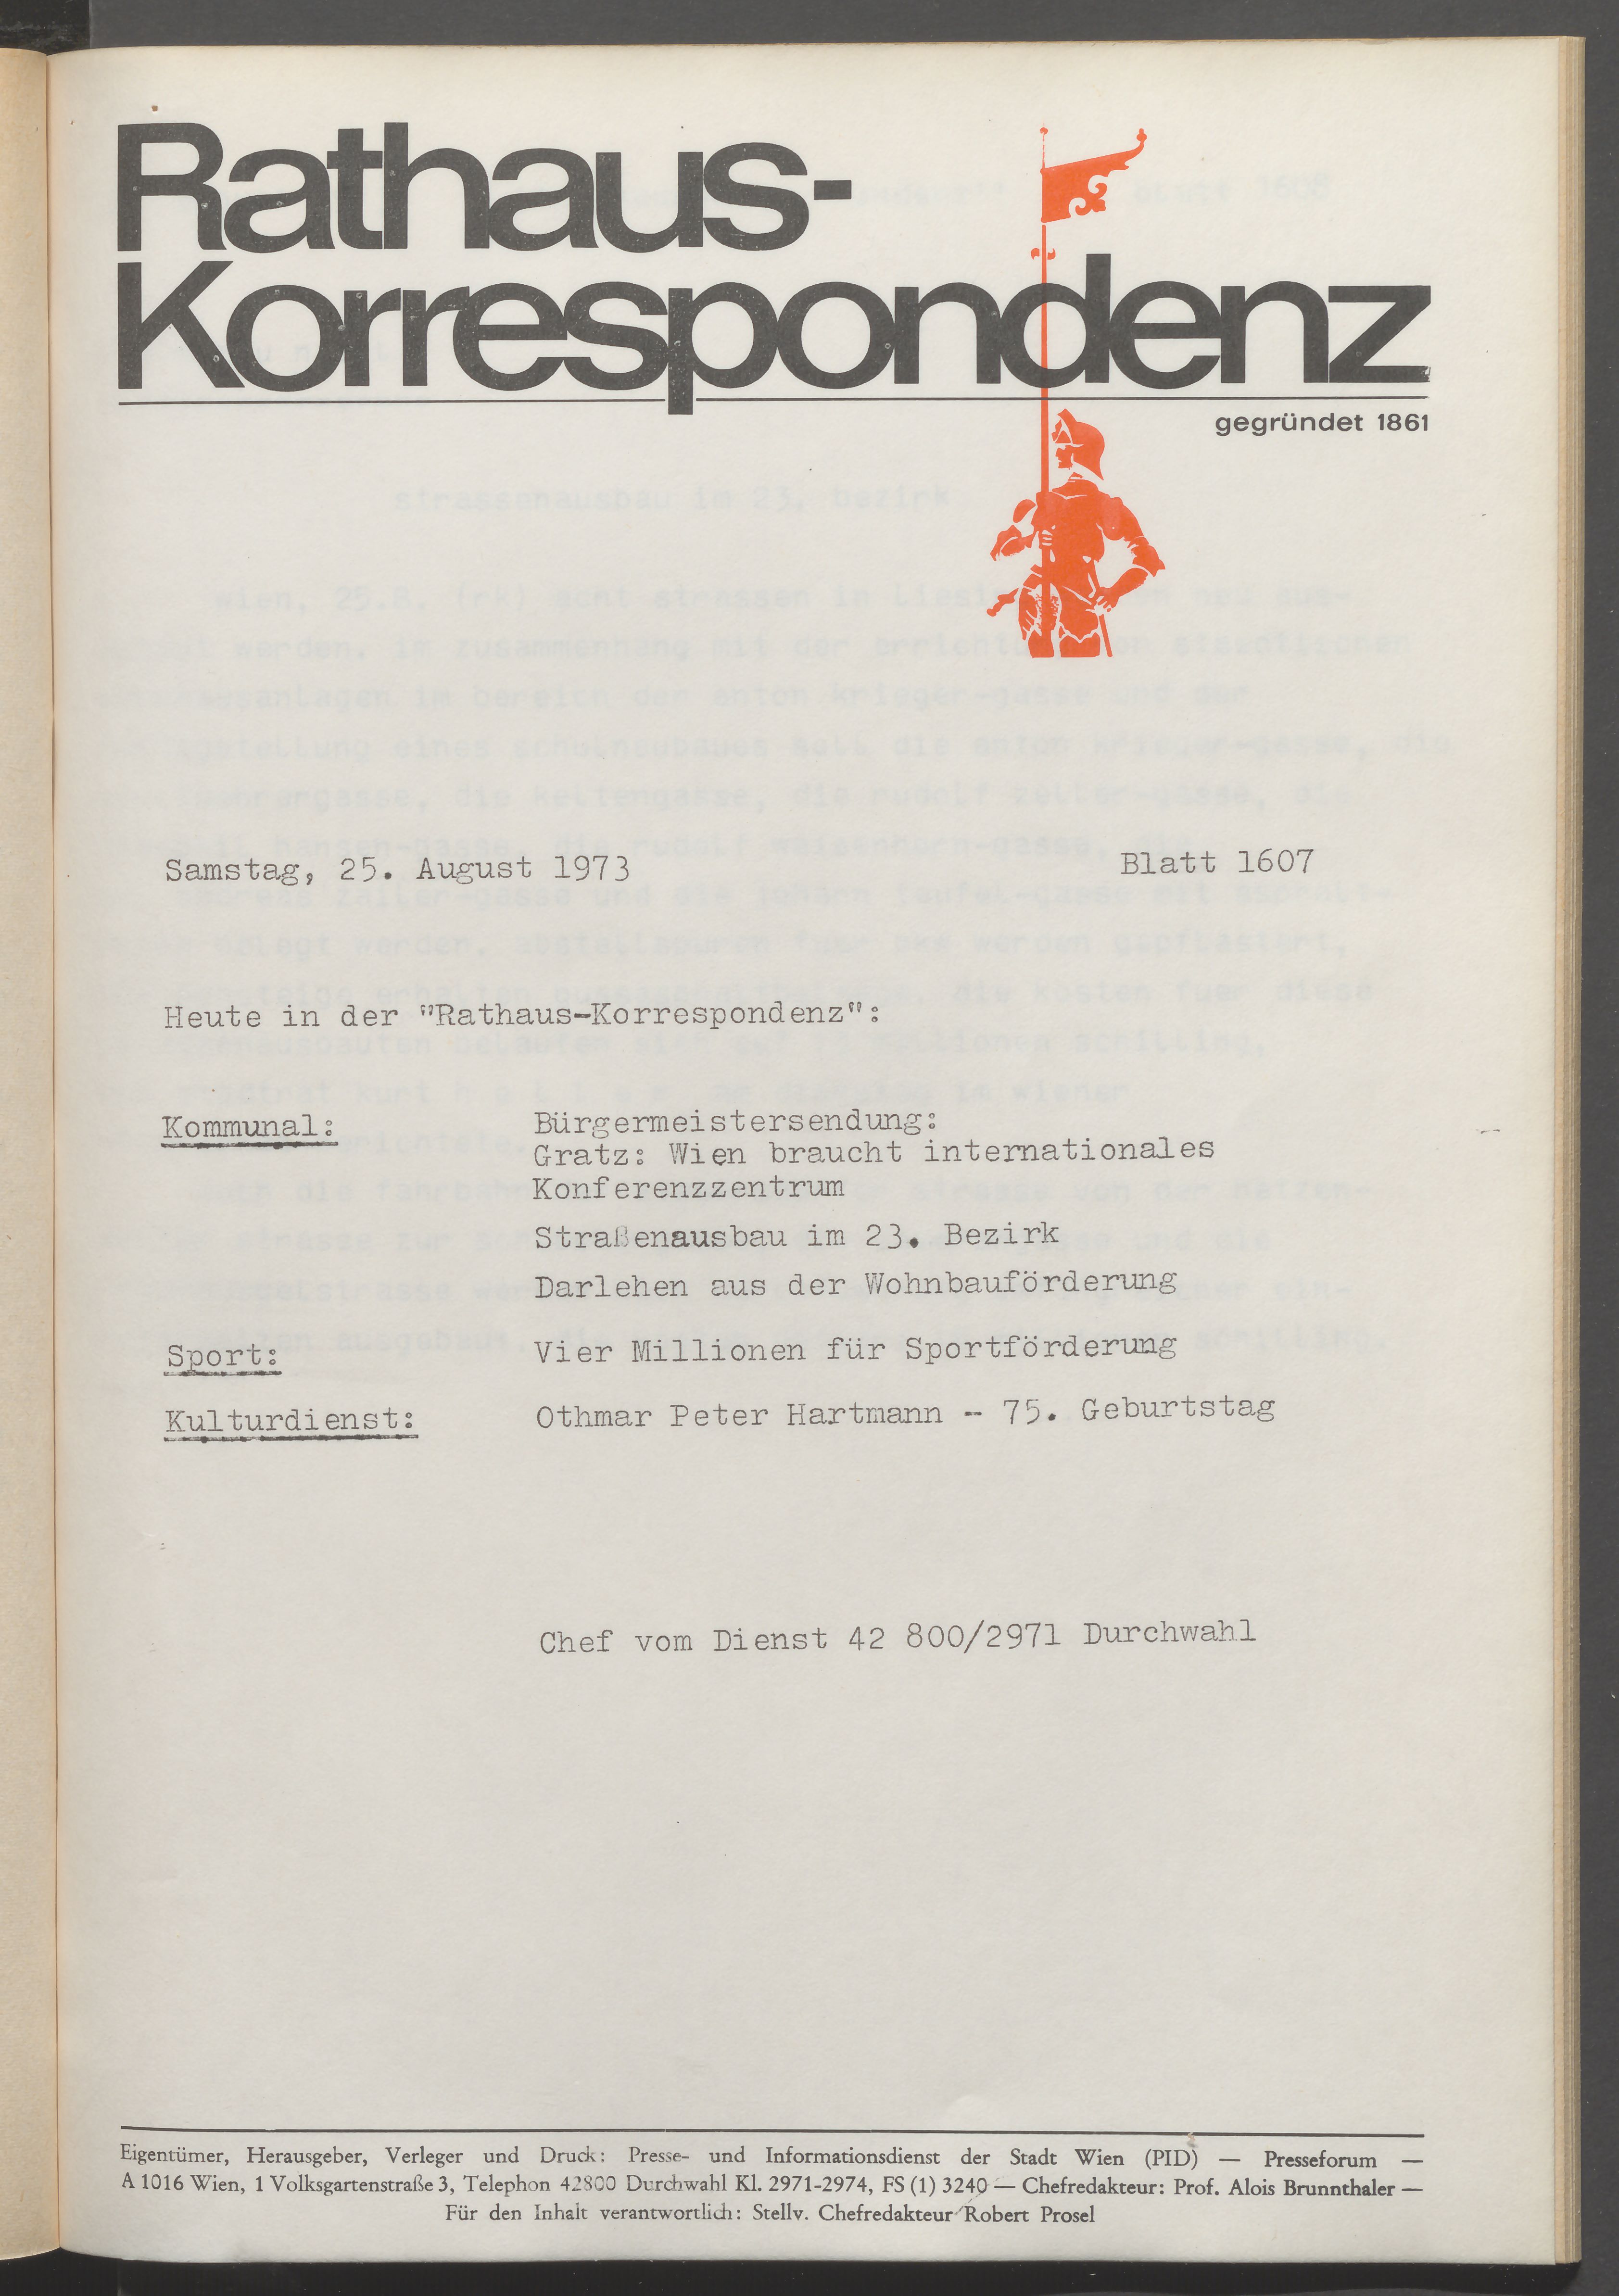 Rathaus-
Korrespondenz
gegründet 1861
Samstag, 25. August 1973 Blatt 1607
Heute in der "Rathaus-Korrespondenz":
Kommunal: Bürgermeistersendung:
Gratz: Wien braucht internationales
Konferenzzentrum
Straßenausbau im 23. Bezirk
Darlehen aus der Wohnbauförderung
Sport: Vier Millionen für Sportförderung
Kulturdienst: Othmar Peter Hartmann - 75. Geburtstag
Chef vom Dienst 42 800/2971 Durchwahl
Eigentümer, Herausgeber, Verleger und Druck: Presse- und Informationsdienst der Stadt Wien (PID) — Presseforum —
A 1016 Wien, 1 Volksgartenstraße 3, Telephon 42800 Durchwahl Kl. 2971-2974, FS (1) 3240 — Chefredakteur: Prof. Alois Brunnthaler —
Für den Inhalt verantwortlich: Stellv. Chefredakteur Robert Prosel